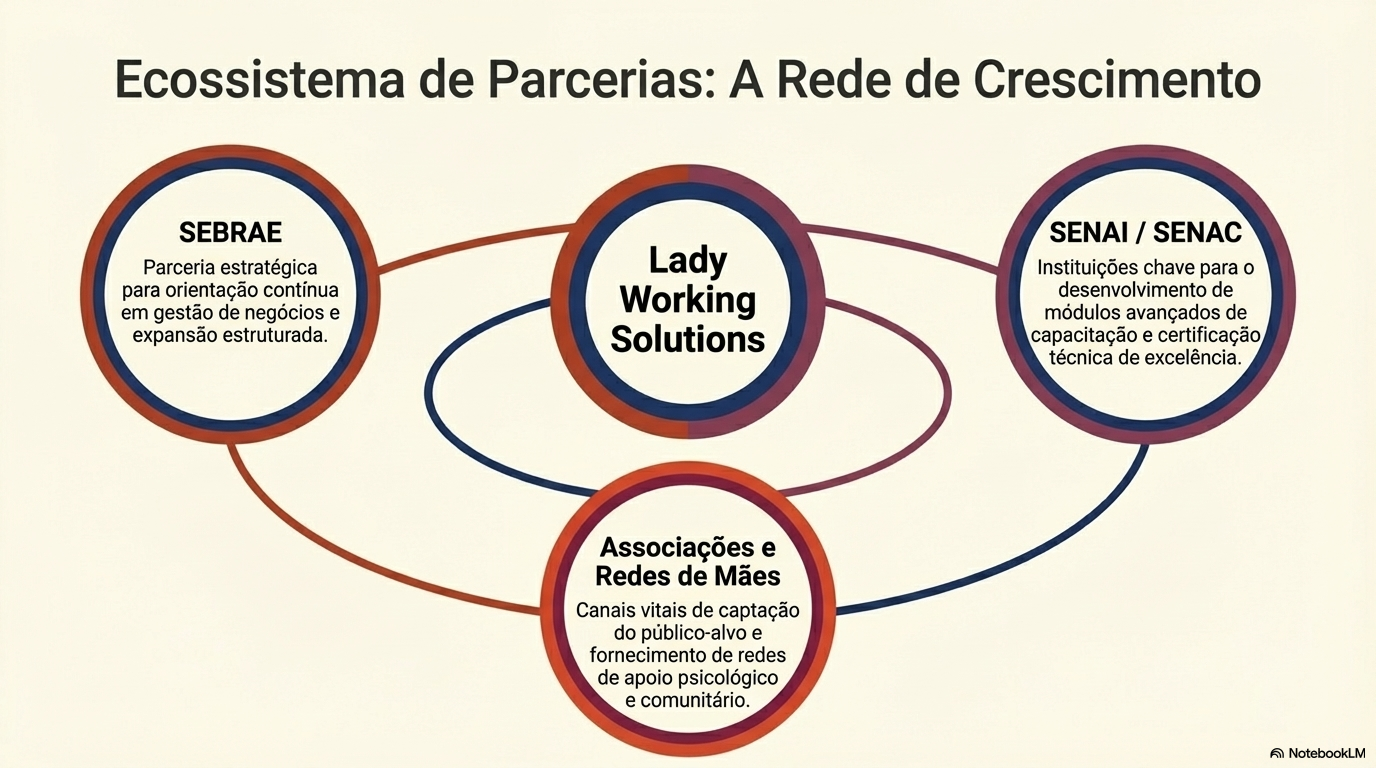 Ecossistema de Parcerias: A Rede de Crescimento
SEBRAE
Parceria estratégica
para orientação contínua
em gestão de negócios e
expansão estruturada.
Lady
Working
Solutions
SENAI / SENAC
Instituições chave para o
desenvolvimento de
módulos avançados de
capacitação e certificação
técnica de excelência.
Associações e
Redes de Mães
Canais vitais de captação
do público-alvo e
fornecimento de redes
de apoio psicológico
e comunitário.
NotebookLM